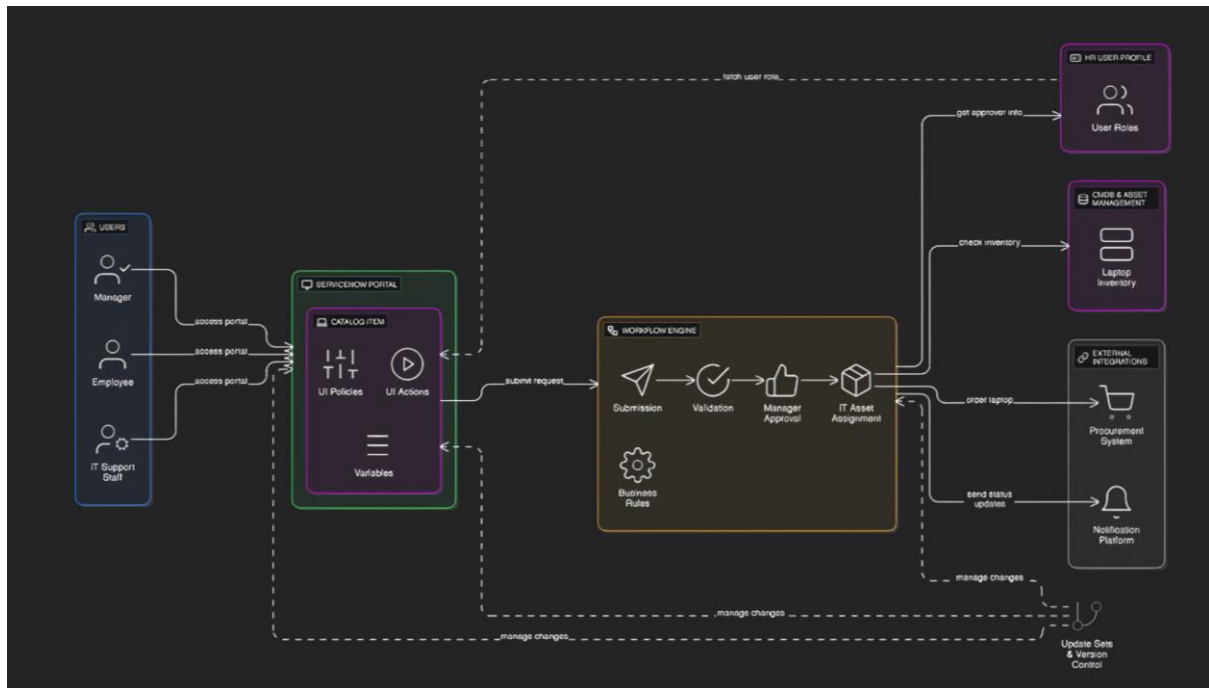 HR USER PROFILE
fetch user role
get approver info
User Roles
CMDB & ASSET
MANAGEMENT
USERS
check inventory
Laptop
Inventory
SERVICENOW PORTAL
Manager
CATALOG ITEM
access portal
WORKFLOW ENGINE
access portal
EXTERNAL
INTEGRATIONS
Employee
access portal
submit request
UI Policies
UI Actions
Submission
Validation
Manager
Approval
IT Asset
Assignment
order laptop
Procurement
System
IT Support
Staff
Variables
Business
Rules
send status
updates
Notification
Platform
manage changes
manage changes
manage changes
Update Sets
& Version
Control